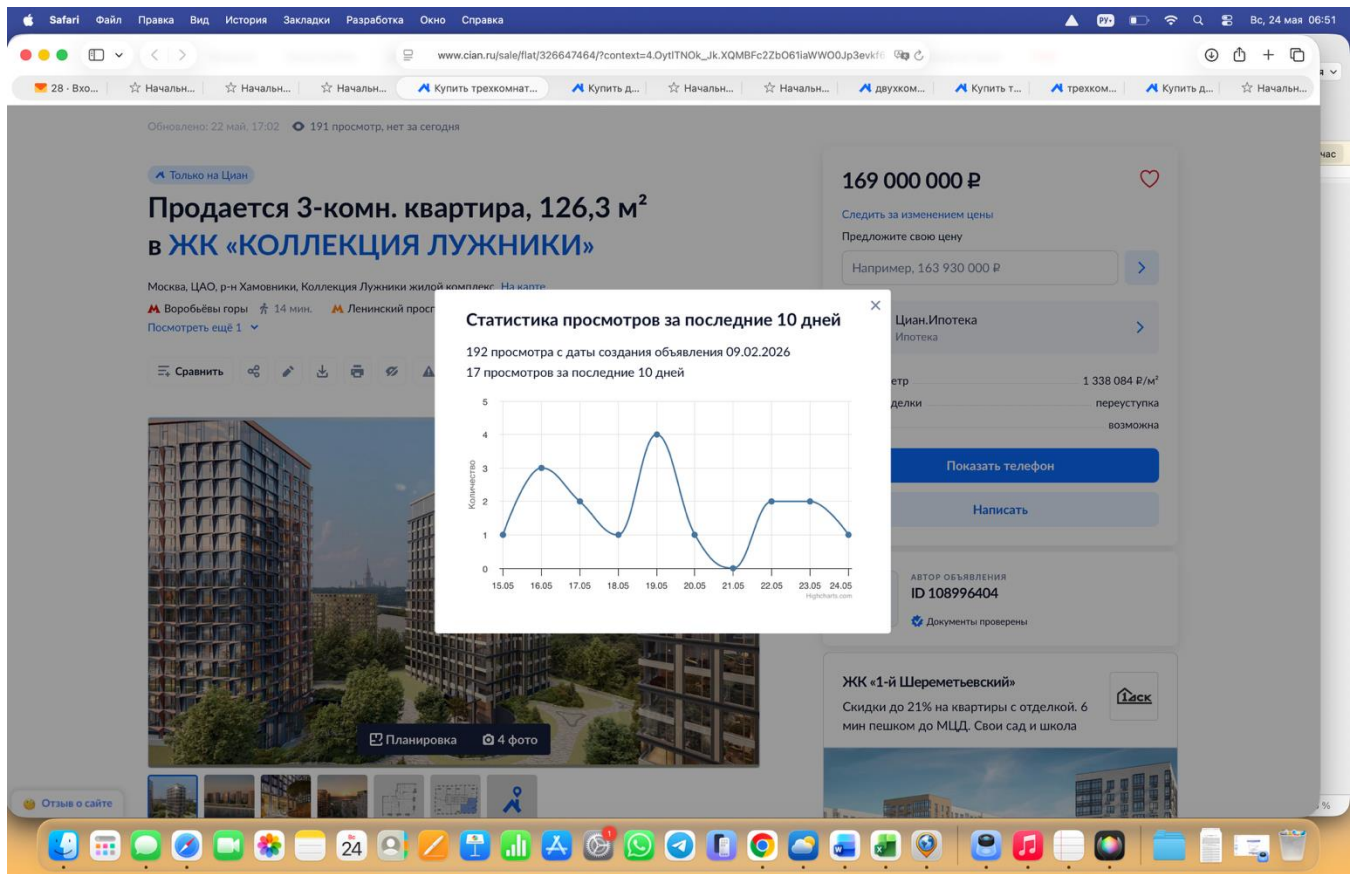 Safari Файл Правка Вид История Закладки Разработка Окно Справка
РУ Вс, 24 мая 06:51
www.cian.ru/sale/flat/326647464/?context=
28 · Вхо... Начальн... Начальн... Начальн... Купить трехкомнат... Купить д... Начальн... Начальн... двухком... Купить т... трехком... Купить д... Начальн...
час
Обновлено: 22 май, 17:02 191 просмотр, нет за сегодня
Только на Циан
Продается 3-комн. квартира, 126,3 м²
в ЖК «КОЛЛЕКЦИЯ ЛУЖНИКИ»
Москва, ЦАО, р-н Хамовники, Коллекция Лужники жилой комплекс На карте
Воробьёвы горы 14 мин. Ленинский просп
Посмотреть ещё 1
Сравнить
Планировка 4 фото
Отзыв о сайте
Статистика просмотров за последние 10 дней
192 просмотра с даты создания объявления 09.02.2026
17 просмотров за последние 10 дней
Количество
5
4
3
2
1
0
15.05 16.05 17.05 18.05 19.05 20.05 21.05 22.05 23.05 24.05
Highcharts.com
169 000 000 ₽
Следить за изменением цены
Предложите свою цену
Например, 163 930 000 ₽
Циан.Ипотека
Ипотека
етр 1 338 084 ₽/м²
делки переуступка
возможна
Показать телефон
Написать
АВТОР ОБЪЯВЛЕНИЯ
ID 108996404
Документы проверены
ЖК «1-й Шереметьевский»
Скидки до 21% на квартиры с отделкой. 6
мин пешком до МЦД. Свои сад и
школа
1ДСК
%
24
1